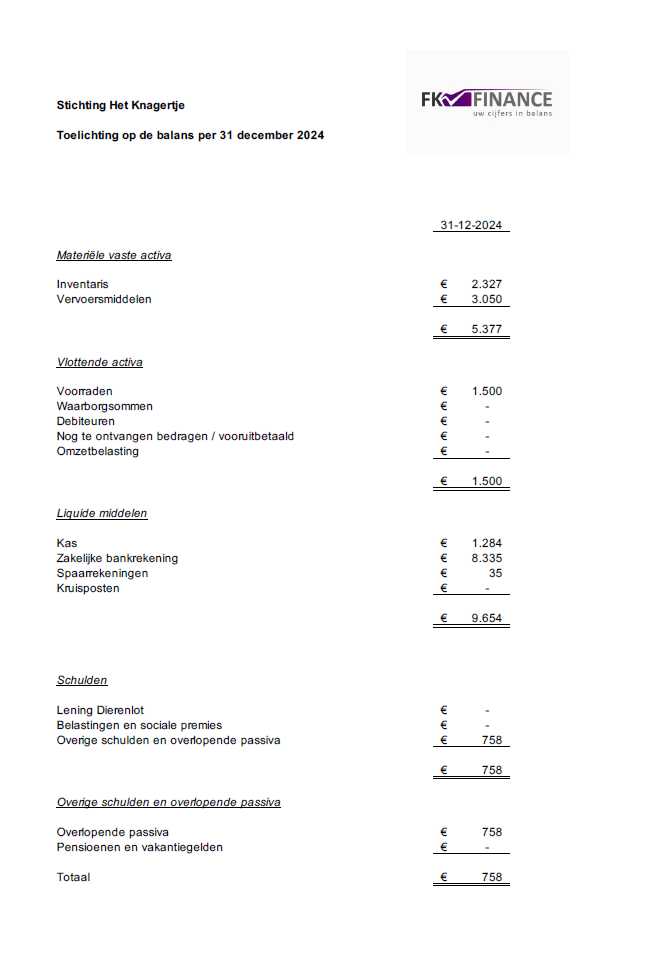 FK FINANCE
uw cijfers in balans
Stichting Het Knagertje
Toelichting op de balans per 31 december 2024
31-12-2024
Materiële vaste activa
Inventaris € 2.327
Vervoersmiddelen € 3.050
€ 5.377
Vlottende activa
Voorraden € 1.500
Waarborgsommen € -
Debiteuren € -
Nog te ontvangen bedragen / vooruitbetaald € -
Omzetbelasting € -
€ 1.500
Liquide middelen
Kas € 1.284
Zakelijke bankrekening € 8.335
Spaarrekeningen € 35
Kruisposten € -
€ 9.654
Schulden
Lening Dierenlot € -
Belastingen en sociale premies € -
Overige schulden en overlopende passiva € 758
€ 758
Overige schulden en overlopende passiva
Overlopende passiva € 758
Pensioenen en vakantiegelden € -
Totaal € 758